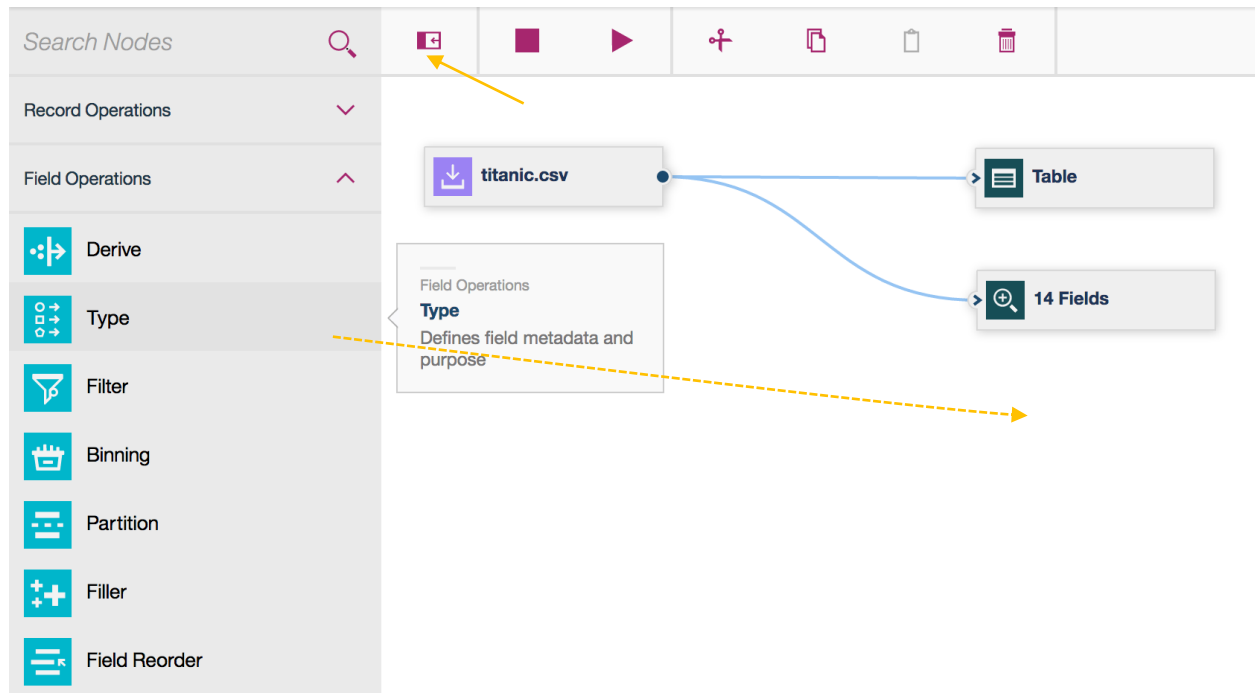 Search Nodes
Record Operations
Field Operations
Derive
Type
Filter
Binning
Partition
Filler
Field Reorder
titanic.csv
Table
14 Fields
Field Operations
Type
Defines field metadata and
purpose